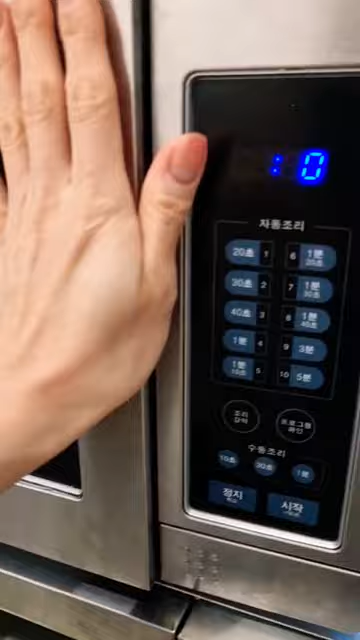 :0
자동조리
20초 1 6 1분 20초
30초 2 7 1분 30초
40초 3 8 1분 40초
1분 4 9 3분
1분 10초 5 10 5분
조리 강약 프로그램 확인
수동조리
10초 30초 1분
정지 시작